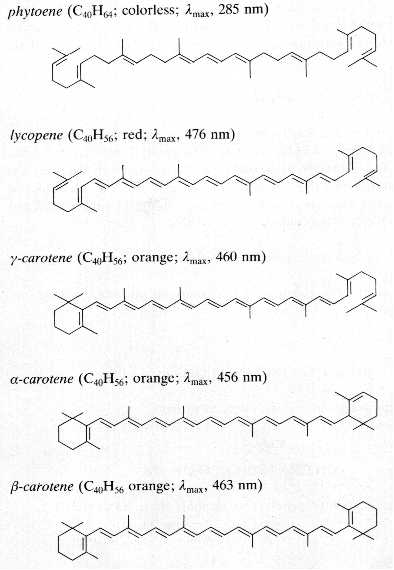 phytoene (C₄₀H₆₄; colorless; λmax, 285 nm)
lycopene (C₄₀H₅₆; red; λmax, 476 nm)
γ-carotene (C₄₀H₅₆; orange; λmax, 460 nm)
α-carotene (C₄₀H₅₆; orange; λmax, 456 nm)
β-carotene (C₄₀H₅₆ orange; λmax, 463 nm)